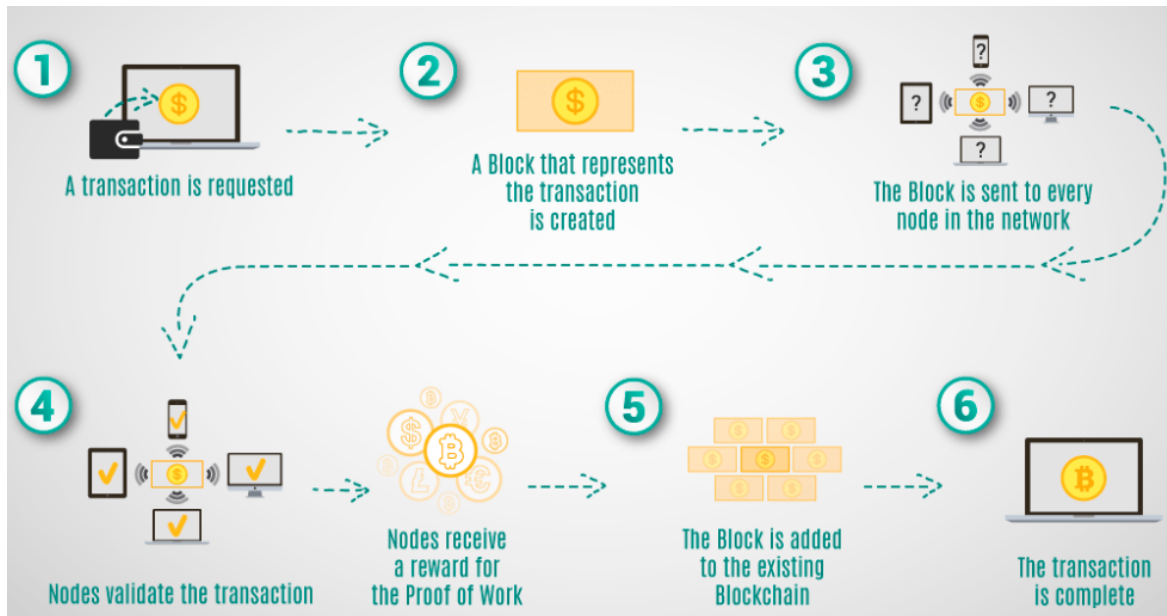 1
A transaction is requested
2
A Block that represents
the transaction
is created
3
?
?
?
?
The Block is sent to every
node in the network
4
Nodes validate the transaction
Nodes receive
a reward for
the Proof of Work
5
The Block is added
to the existing
Blockchain
6
The transaction
is complete